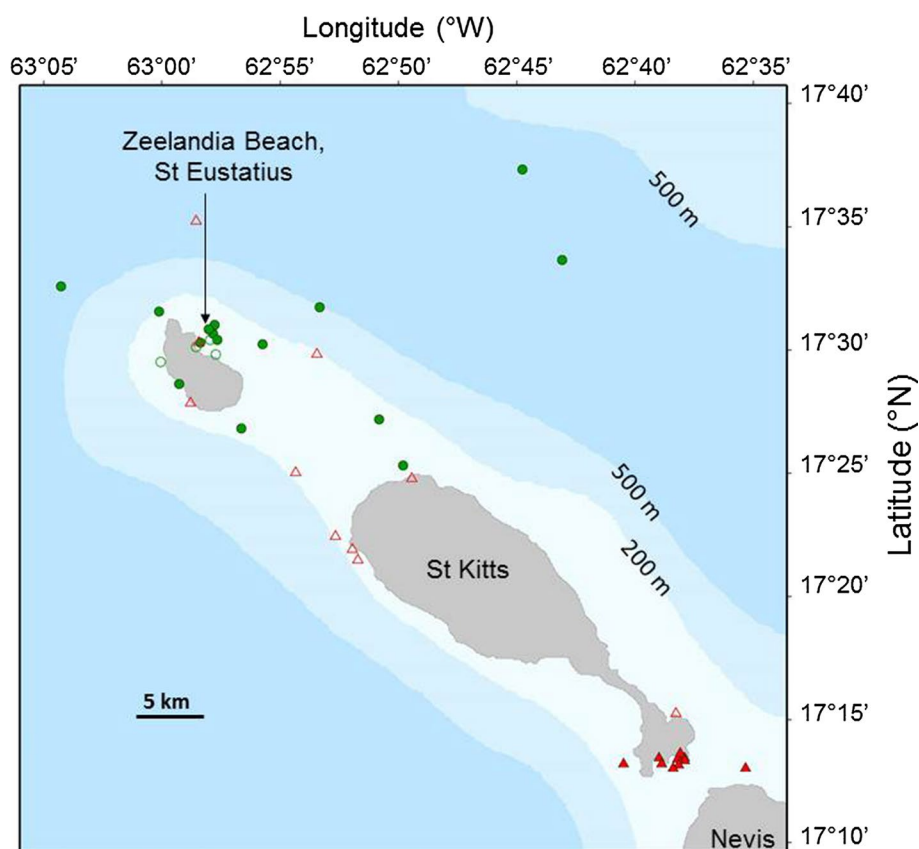 Longitude (°W)
63°05’ 63°00’ 62°55’ 62°50’ 62°45’ 62°40’ 62°35’
17°40’
Zeelandia Beach,
St Eustatius
500 m
17°35’
17°30’
Latitude (°N)
17°25’
500 m
200 m
St Kitts
17°20’
5 km
17°15’
Nevis
17°10’